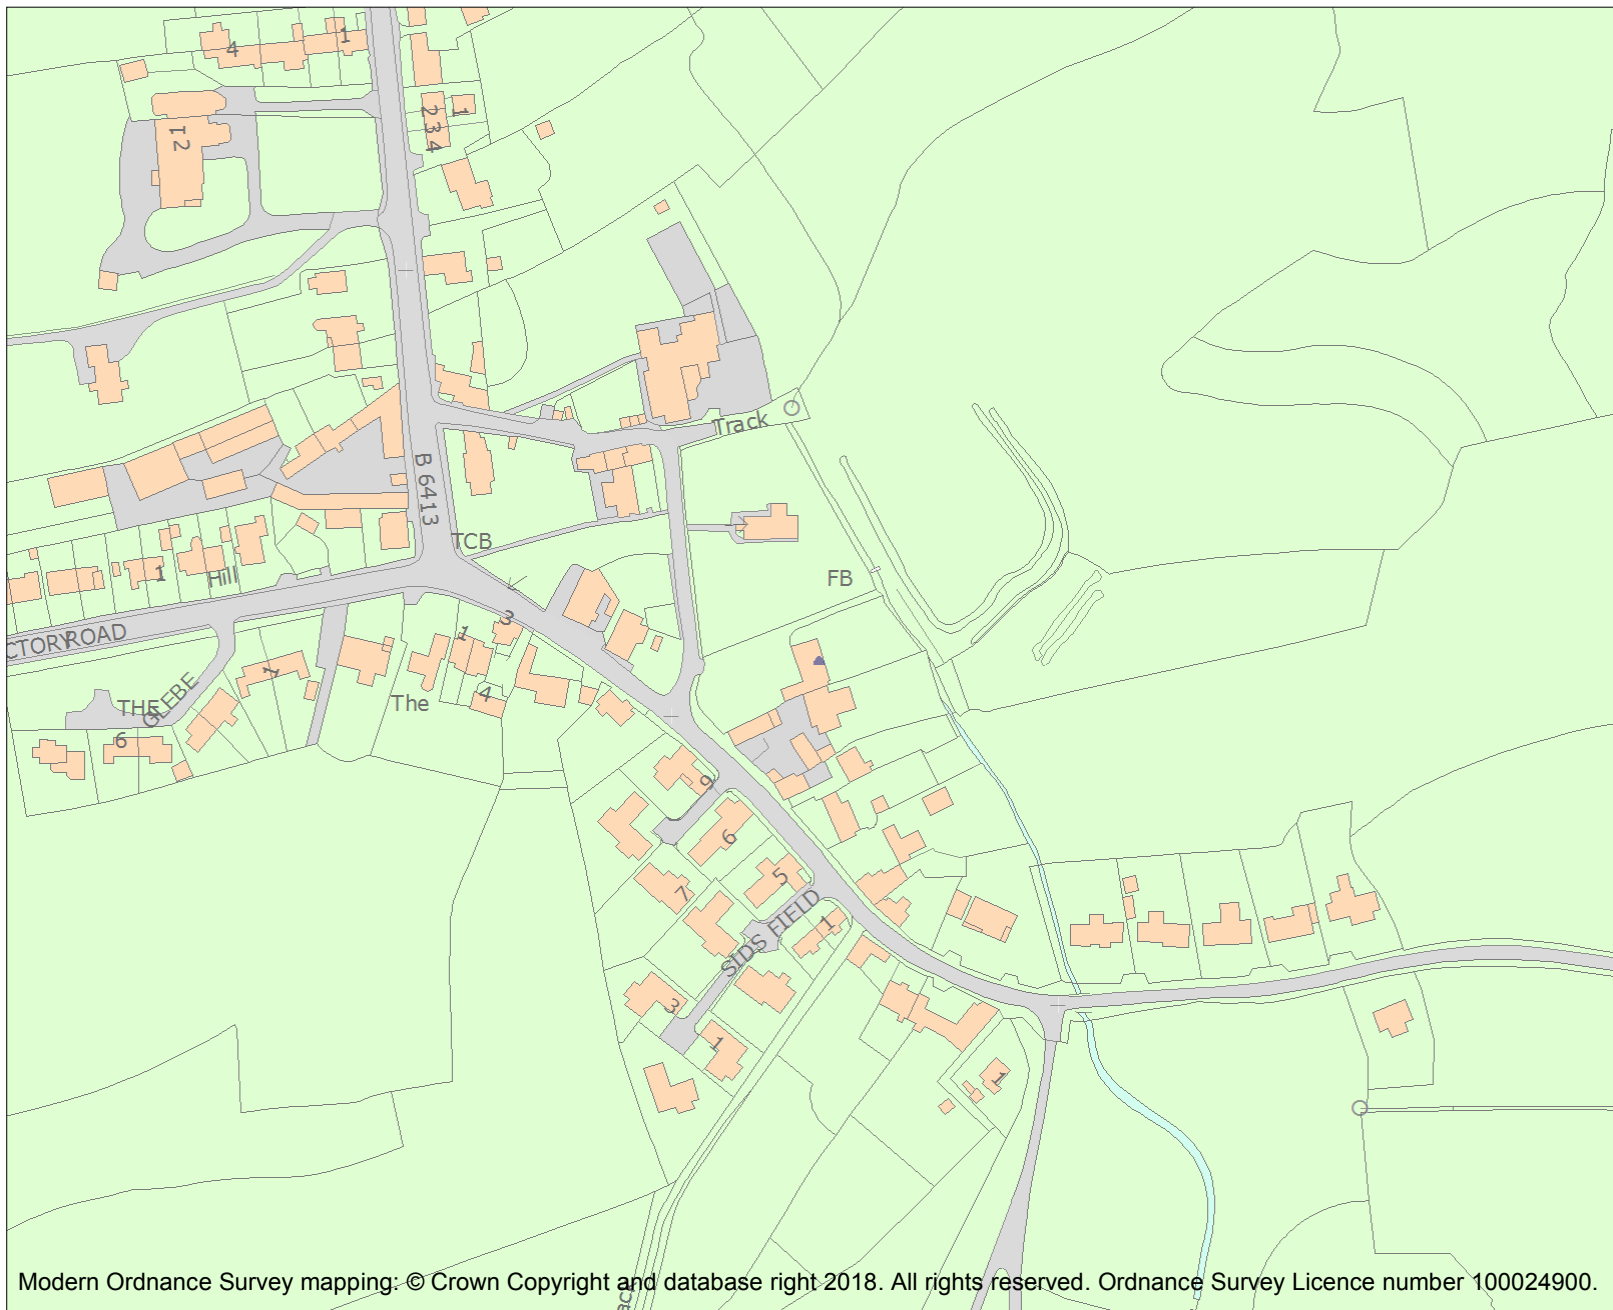 4
1
1
2 3 4
12
Track
B 6413
TCB
FB
1
Hill
3
1
CTORY ROAD
1
4
The
THE GLEBE
6
9
6
5
7
SIDS FIELD
1
3
1
1
Modern Ordnance Survey mapping: © Crown Copyright and database right 2018. All rights reserved. Ordnance Survey Licence number 100024900.